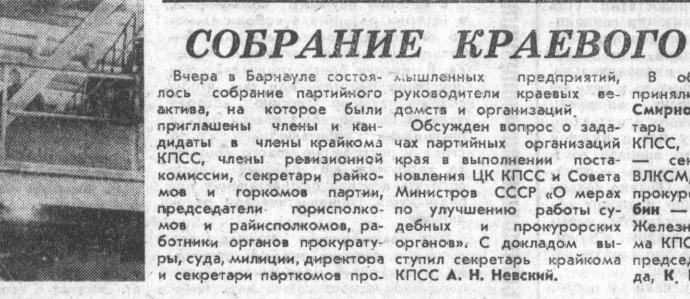 СОБРАНИЕ КРАЕВОГО
Вчера в Барнауле состоя-
лось собрание партийного
актива, на которое были
приглашены члены и кан-
дидаты в члены крайкома
КПСС, члены ревизионной
комиссии, секретари райко-
мов и горкомов партии,
председатели горисполко-
мов и райисполкомов, ра-
ботники органов прокурату-
ры, суда, милиции, директора
и секретари парткомов про-
мышленных предприятий,
руководители краевых ве-
домств и организаций.
Обсужден вопрос о зада-
чах партийных организаций
края в выполнении поста-
новления ЦК КПСС и Совета
Министров СССР «О мерах
по улучшению работы су-
дебных и прокурорских
органов». С докладом вы-
ступил секретарь крайкома
КПСС А. Н. Невский.
В об
приняли
Смирно
тарь
КПСС,
— сек
ВЛКСМ,
прокур
бин —
Железн
ма КПС
председ
да, К.